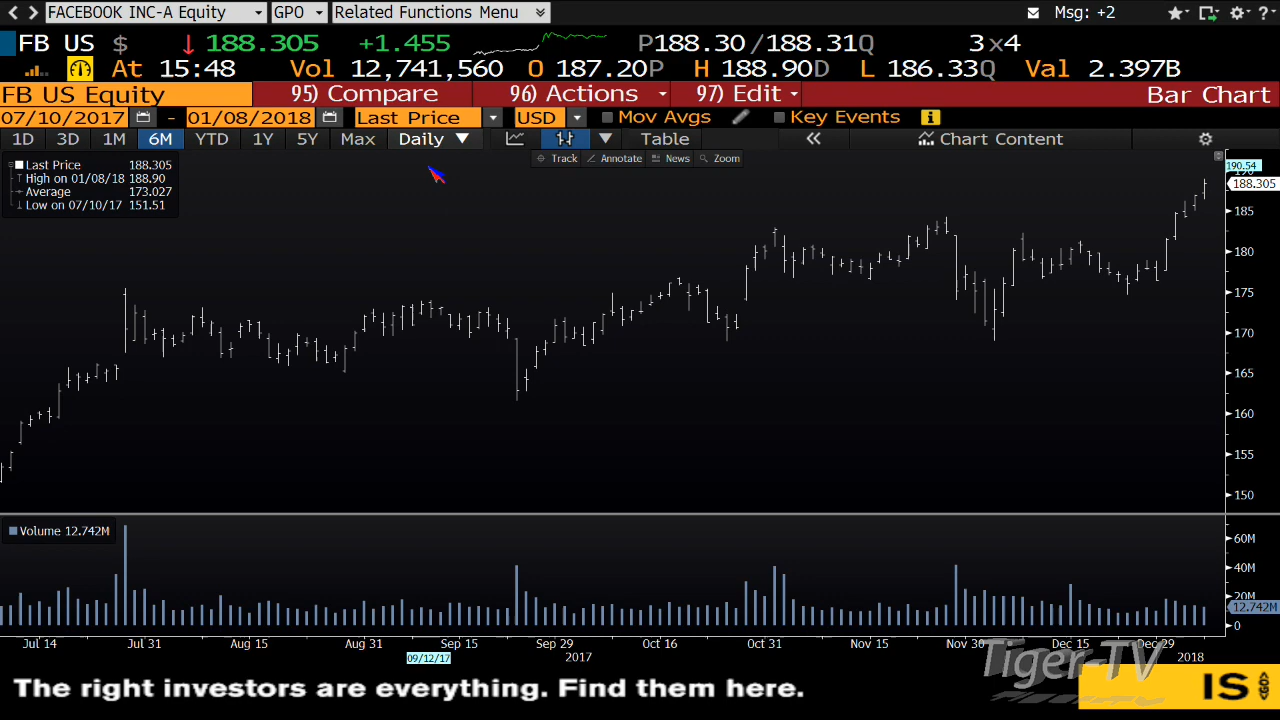 FACEBOOK INC-A Equity GPO Related Functions Menu Msg: +2 ?
FB US $ 188.305 +1.455 P188.30 /188.31Q 3x4
At 15:48 Vol 12,741,560 O 187.20P H 188.90D L 186.33Q Val 2.397B
FB US Equity 95) Compare 96) Actions 97) Edit Bar Chart
07/10/2017 - 01/08/2018 Last Price USD Mov Avgs Key Events
1D 3D 1M 6M YTD 1Y 5Y Max Daily Table « Chart Content
Track Annotate News Zoom
Last Price 188.305
High on 01/08/18 188.90
Average 173.027
Low on 07/10/17 151.51
190.54
188.305
185
180
175
170
165
160
155
150
Volume 12.742M
60M
40M
20M
12.742M
0
Jul 14 Jul 31 Aug 15 Aug 31 Sep 15 Sep 29 Oct 16 Oct 31 Nov 15 Nov 30 Dec 15 Dec 29
09/12/17 2017 2018
Tiger-TV
The right investors are everything. Find them here.
IS